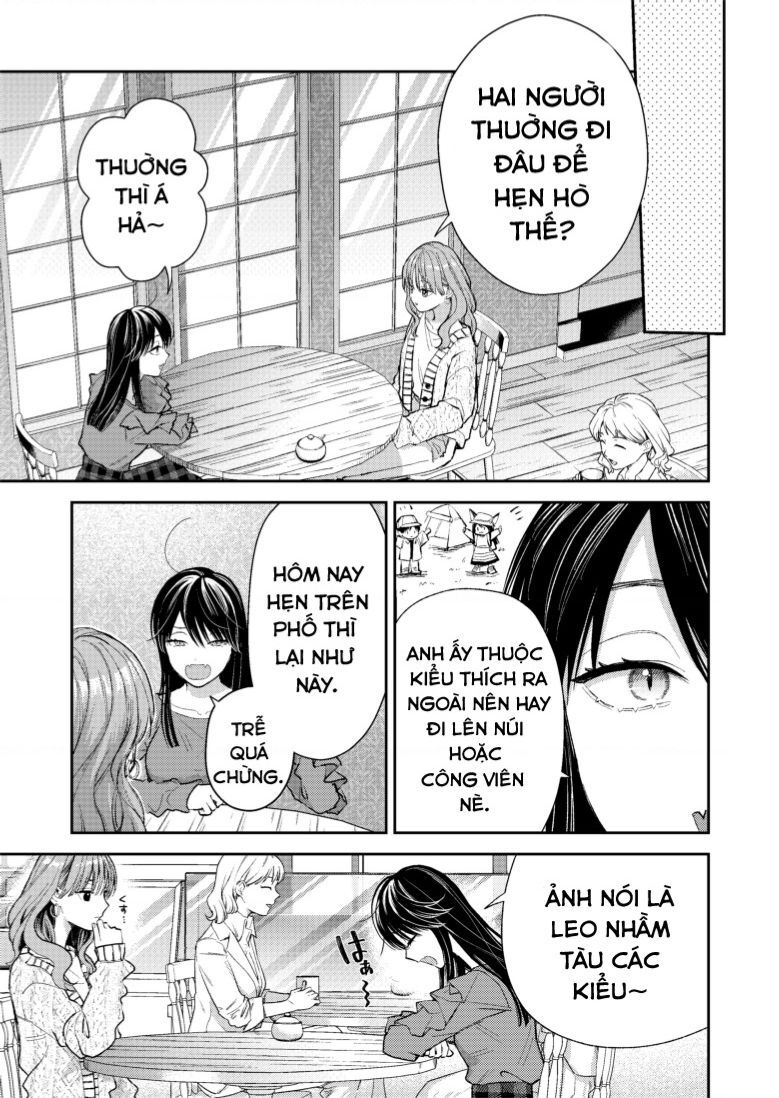 HAI NGƯỜI
THƯỜNG ĐI
ĐÂU ĐỂ
HẸN HÒ
THẾ?
THƯỜNG
THÌ Á
HẢ~
ANH ẤY THUỘC
KIỂU THÍCH RA
NGOÀI NÊN HAY
ĐI LÊN NÚI
HOẶC
CÔNG VIÊN
NÈ.
HÔM NAY
HẸN TRÊN
PHỐ THÌ
LẠI NHƯ
NÀY.
TRỄ
QUÁ
CHỪNG.
ẢNH NÓI LÀ
LEO NHẦM
TÀU CÁC
KIỂU~
はぁ~
くす…